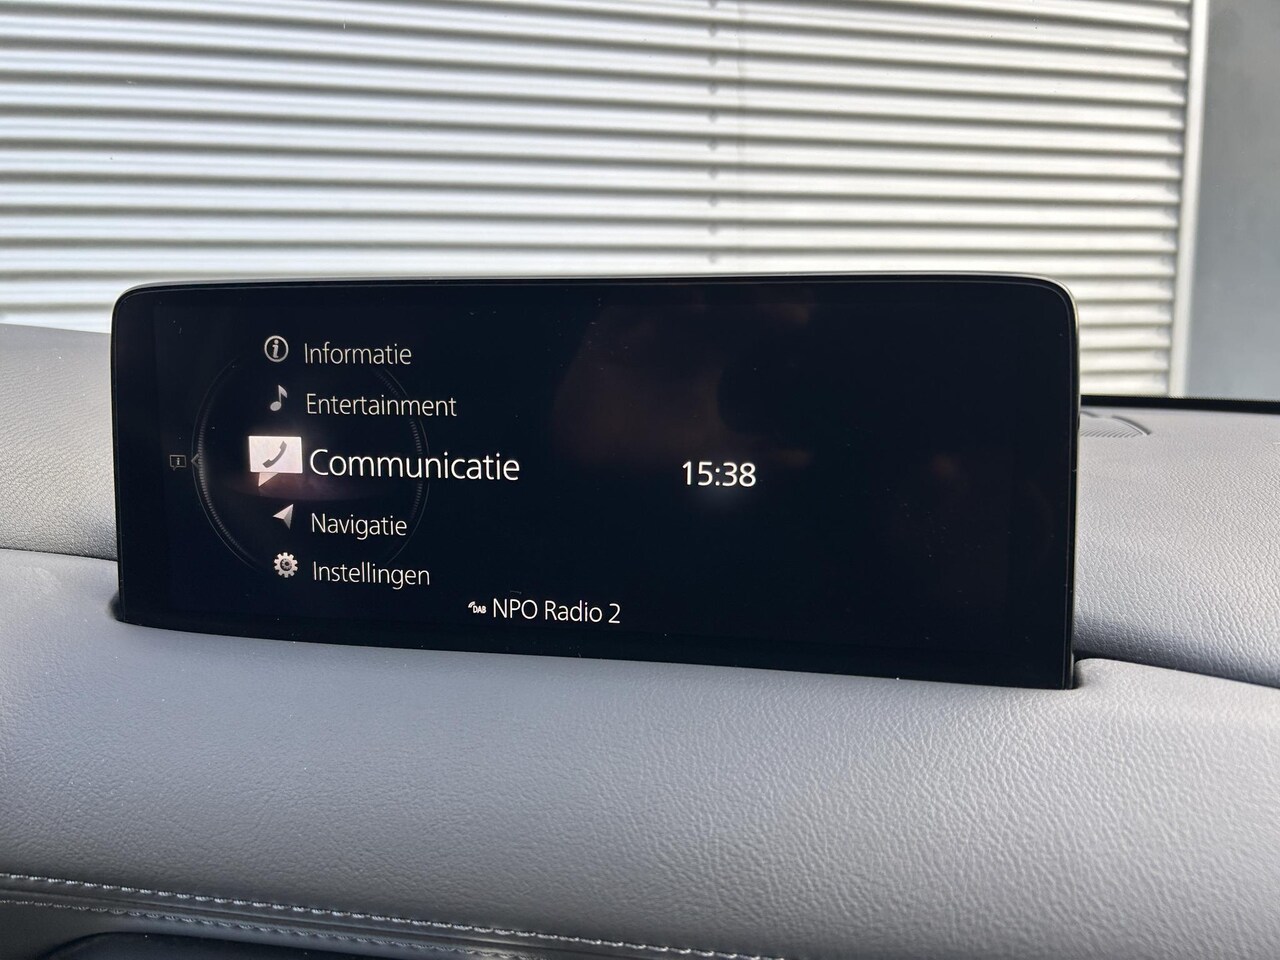 Informatie
Entertainment
Communicatie
15:38
Navigatie
Instellingen
DAB NPO Radio 2